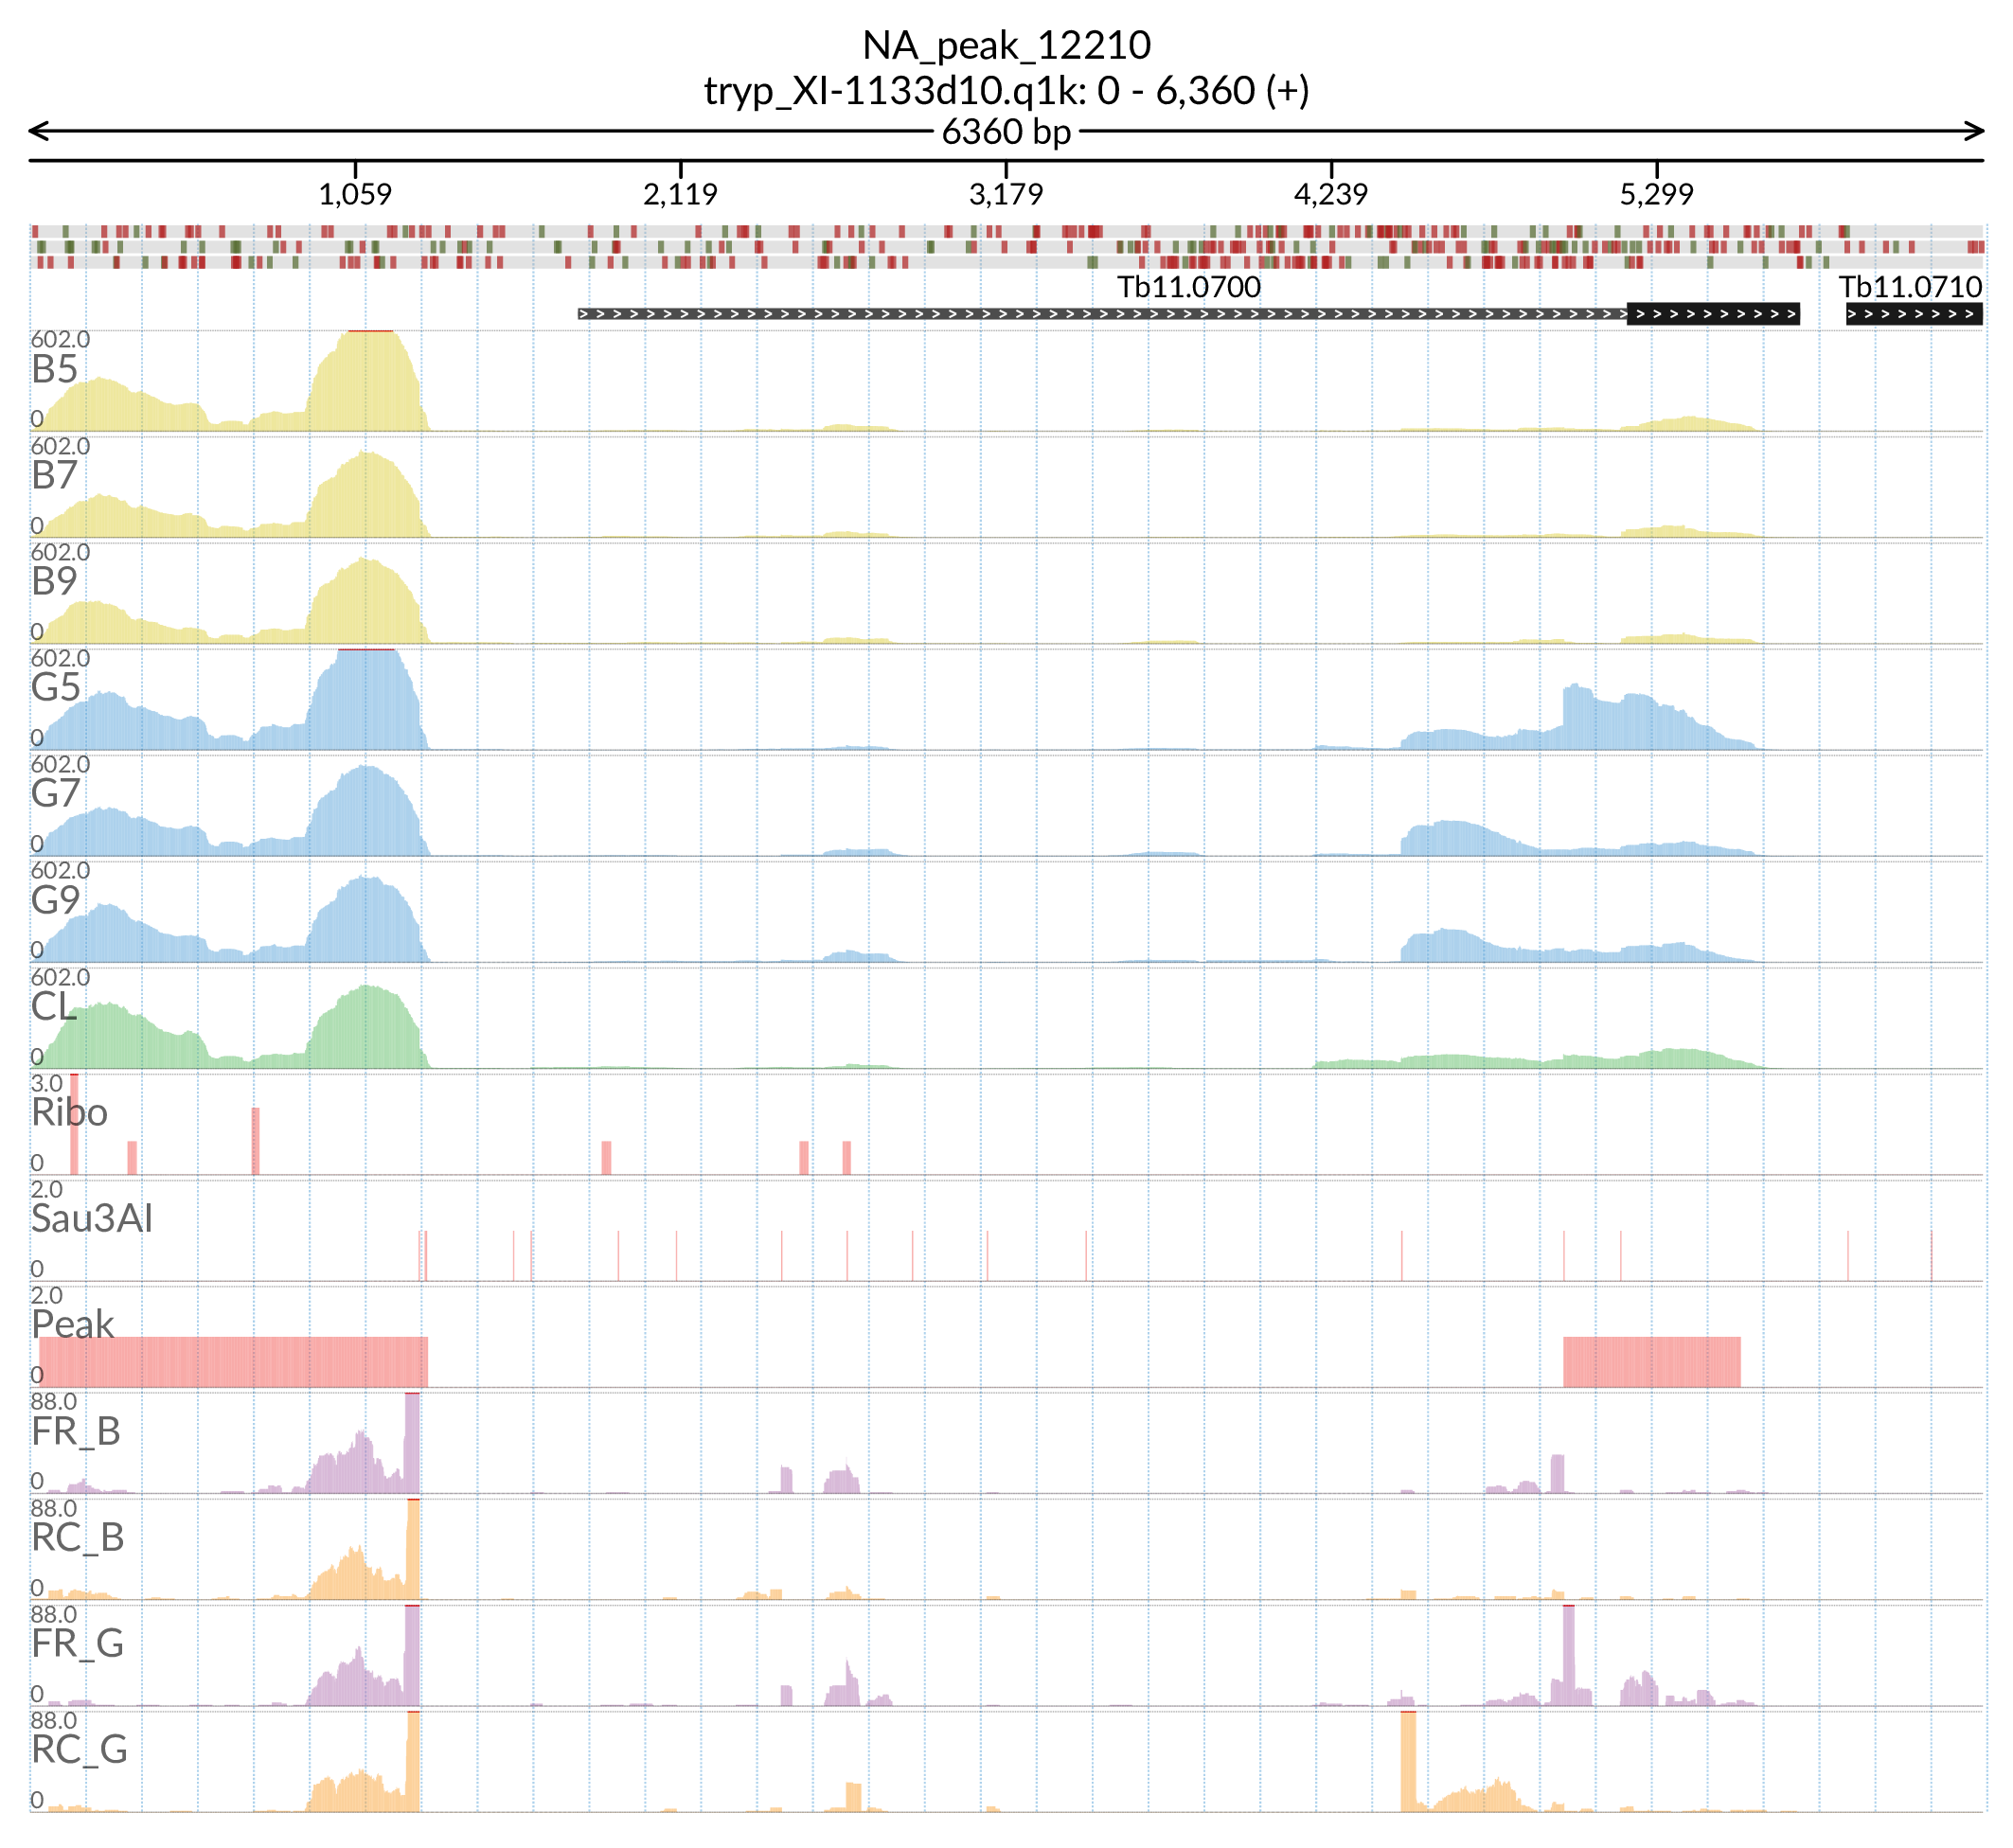 NA_peak_12210
tryp_XI-1133d10.q1k: 0 - 6,360 (+)
6360 bp
1,059 2,119 3,179 4,239 5,299
Tb11.0700 Tb11.0710
602.0
B5
0
602.0
B7
0
602.0
B9
0
602.0
G5
0
602.0
G7
0
602.0
G9
0
602.0
CL
0
3.0
Ribo
0
2.0
Sau3AI
0
2.0
Peak
0
88.0
FR_B
0
88.0
RC_B
0
88.0
FR_G
0
88.0
RC_G
0